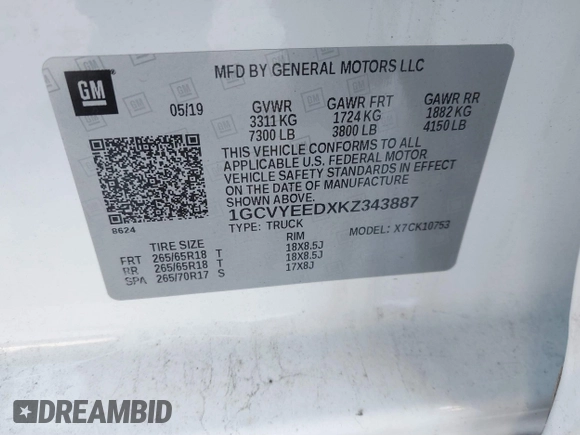 GM
MFD BY GENERAL MOTORS LLC
05/19 GVWR GAWR FRT GAWR RR
3311 KG 1724 KG 1882 KG
7300 LB 3800 LB 4150 LB
THIS VEHICLE CONFORMS TO ALL
APPLICABLE U.S. FEDERAL MOTOR
VEHICLE SAFETY STANDARDS IN EFFECT
ON THE DATE OF MANUFACTURE
SHOWN ABOVE.
1GCVYEEDXKZ343887
8624
TYPE: TRUCK MODEL: X7CK10753
TIRE SIZE RIM
FRT 265/65R18 T 18X8.5J
RR 265/65R18 T 18X8.5J
SPA 265/70R17 S 17X8J
DREAMBID